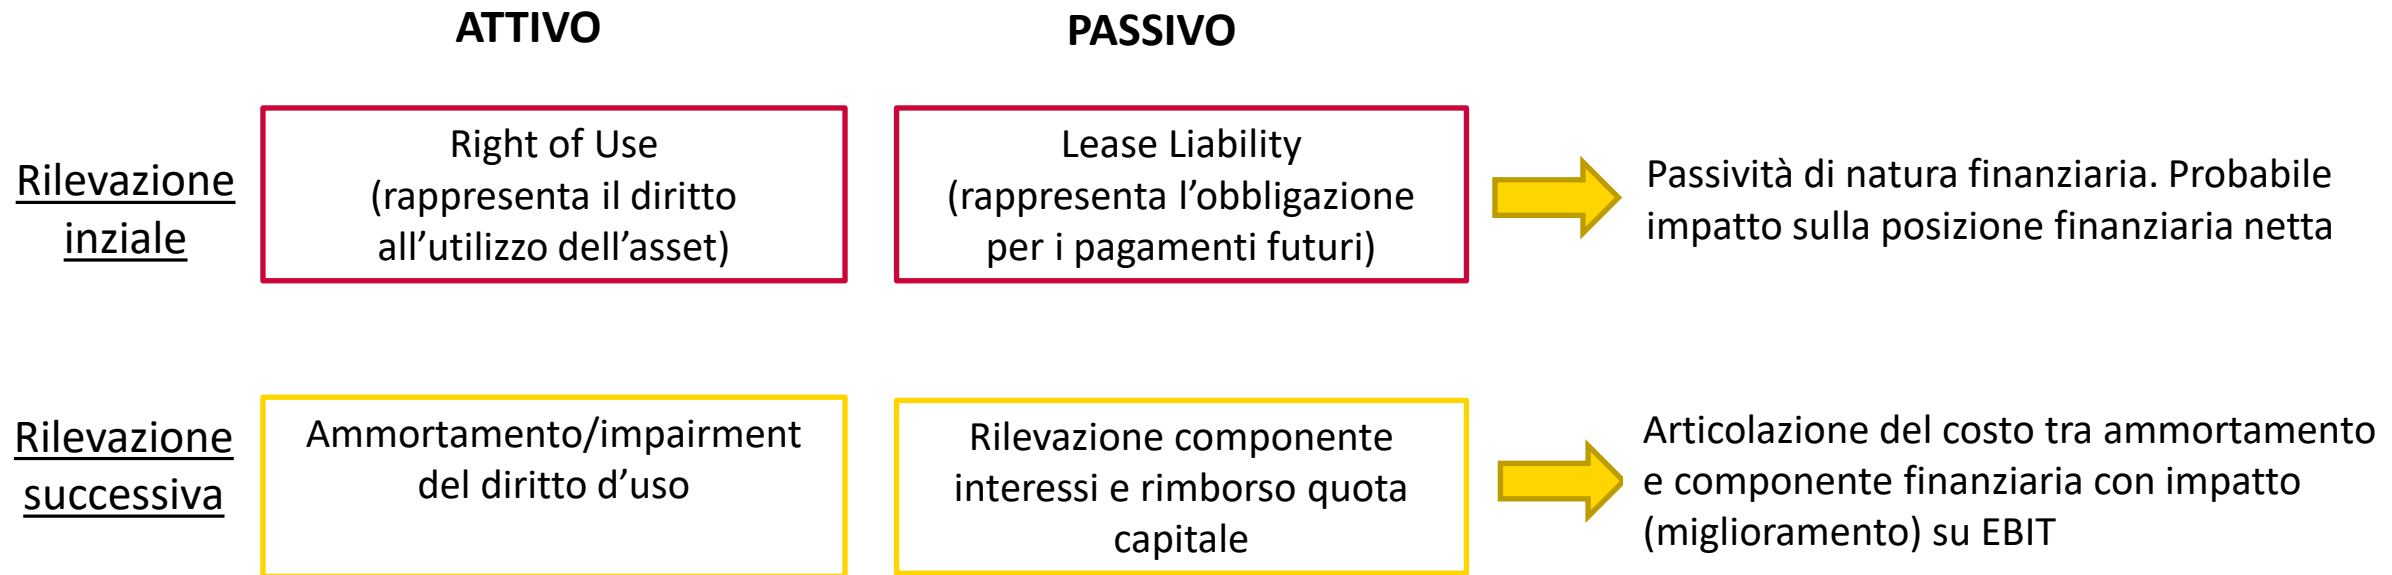 ATTIVO
PASSIVO
Rilevazione
inziale
Right of Use
(rappresenta il diritto
all’utilizzo dell’asset)
Lease Liability
(rappresenta l’obbligazione
per i pagamenti futuri)
Passività di natura finanziaria. Probabile
impatto sulla posizione finanziaria netta
Rilevazione
successiva
Ammortamento/impairment
del diritto d’uso
Rilevazione componente
interessi e rimborso quota
capitale
Articolazione del costo tra ammortamento
e componente finanziaria con impatto
(miglioramento) su EBIT